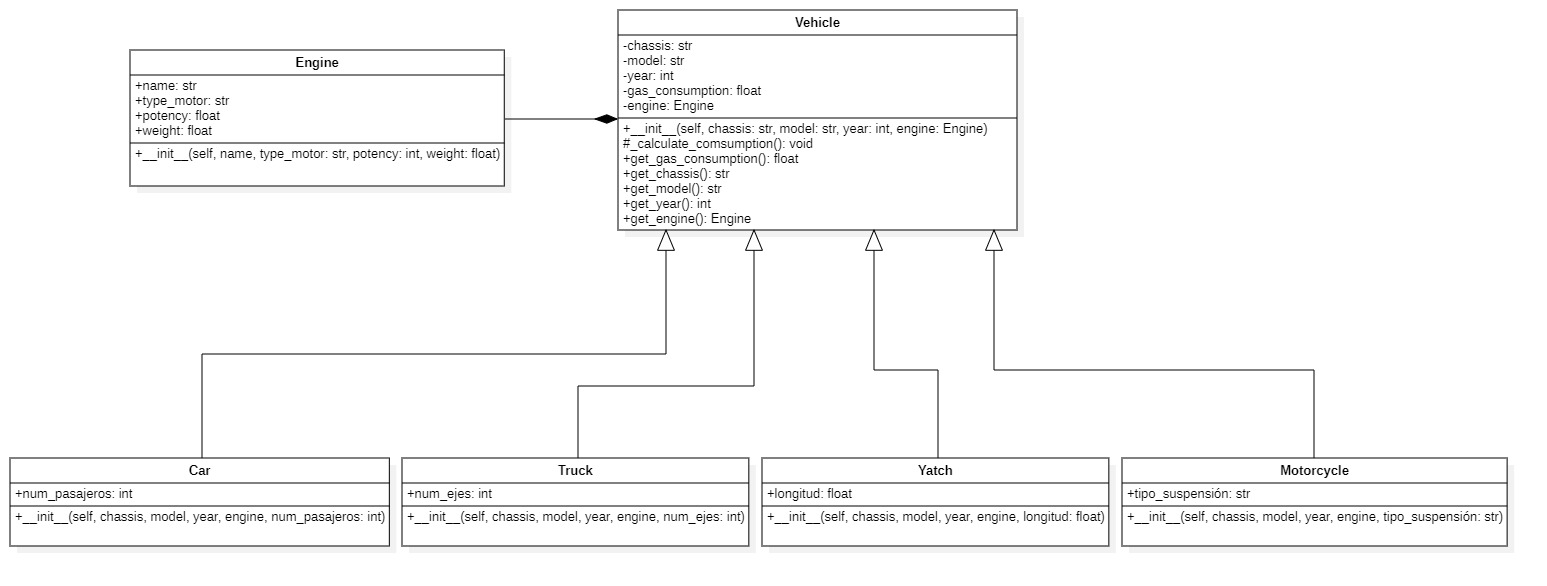 Vehicle
-chassis: str
-model: str
-year: int
-gas_consumption: float
-engine: Engine
+__init__(self, chassis: str, model: str, year: int, engine: Engine)
#_calculate_comsumption(): void
+get_gas_consumption(): float
+get_chassis(): str
+get_model(): str
+get_year(): int
+get_engine(): Engine
Engine
+name: str
+type_motor: str
+potency: float
+weight: float
+__init__(self, name, type_motor: str, potency: int, weight: float)
Car
+num_pasajeros: int
+__init__(self, chassis, model, year, engine, num_pasajeros: int)
Truck
+num_ejes: int
+__init__(self, chassis, model, year, engine, num_ejes: int)
Yatch
+longitud: float
+__init__(self, chassis, model, year, engine, longitud: float)
Motorcycle
+tipo_suspensión: str
+__init__(self, chassis, model, year, engine, tipo_suspensión: str)